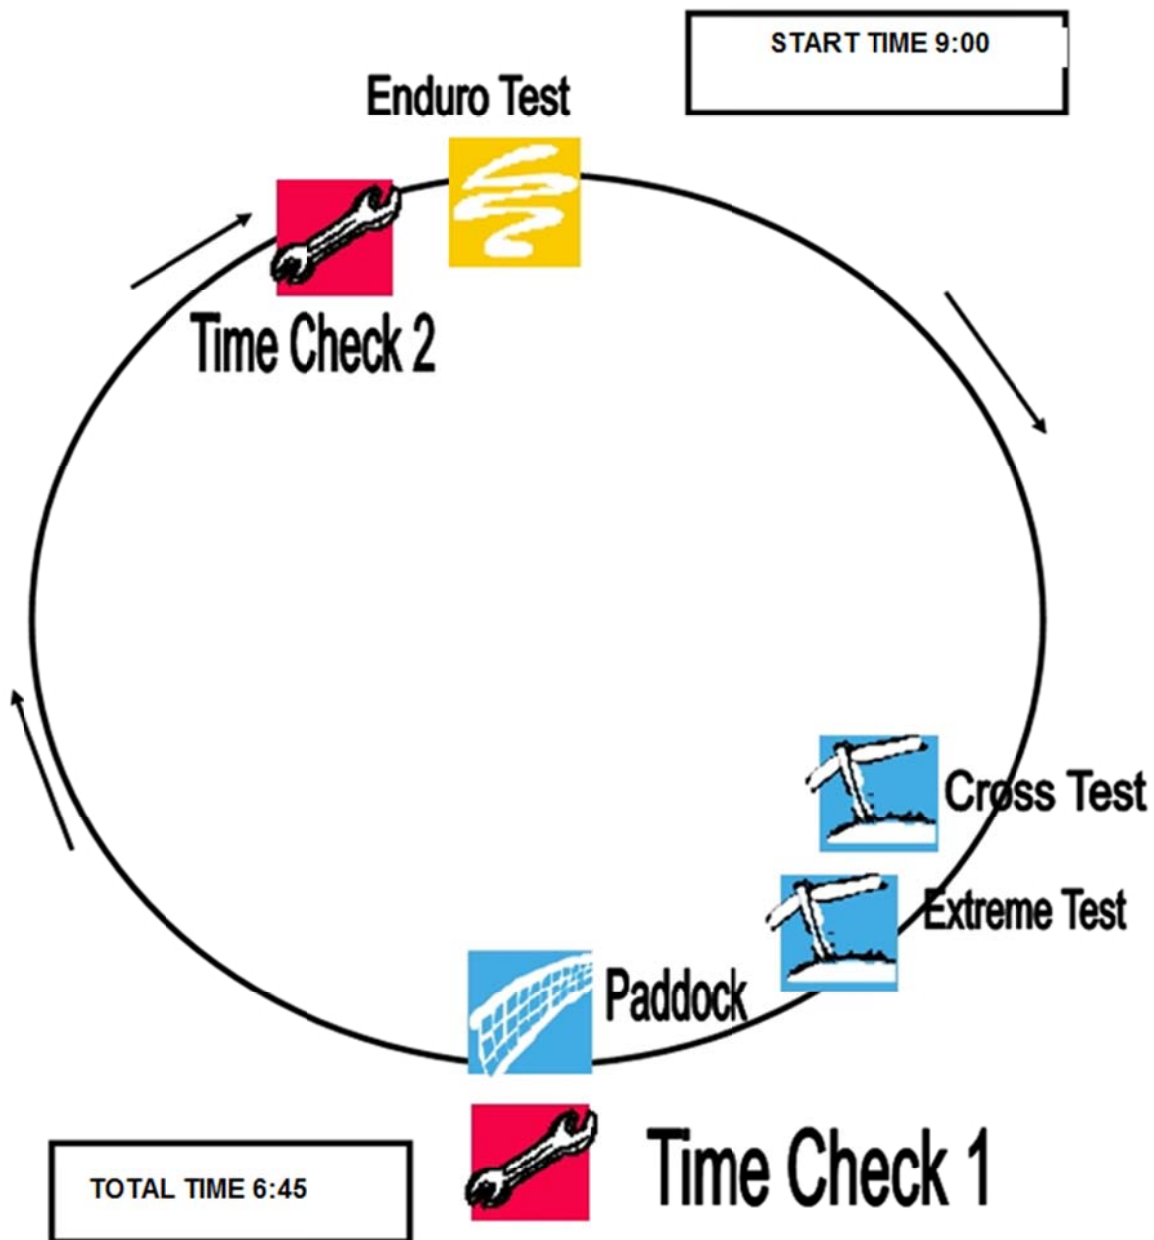 START TIME 9:00
Enduro Test
Time Check 2
Cross Test
Extreme Test
Paddock
Time Check 1
TOTAL TIME 6:45